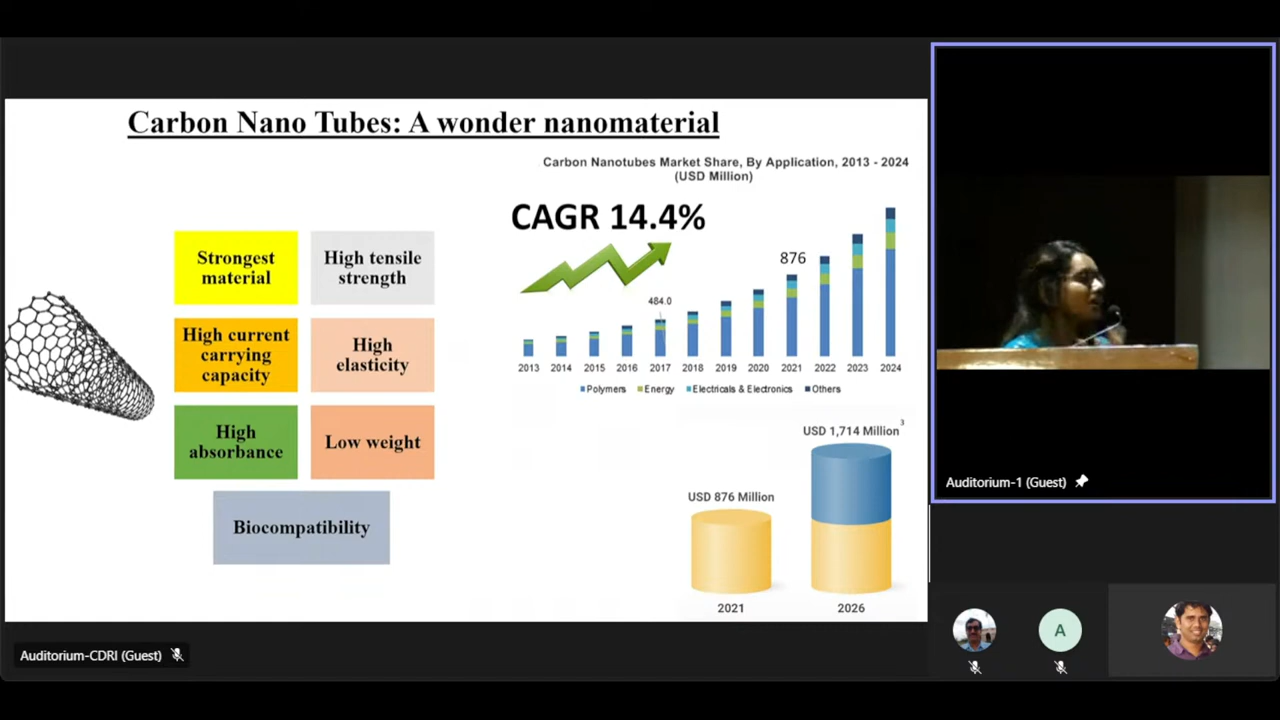 Carbon Nano Tubes: A wonder nanomaterial
Strongest
material
High tensile
strength
High current
carrying
capacity
High
elasticity
High
absorbance
Low weight
Biocompatibility
Carbon Nanotubes Market Share, By Application, 2013 - 2024
(USD Million)
CAGR 14.4%
876
484.0
2013 2014 2015 2016 2017 2018 2019 2020 2021 2022 2023 2024
Polymers Energy Electricals & Electronics Others
USD 1,714 Million³
USD 876 Million
2021 2026
Auditorium-CDRI (Guest)
Auditorium-1 (Guest)
A